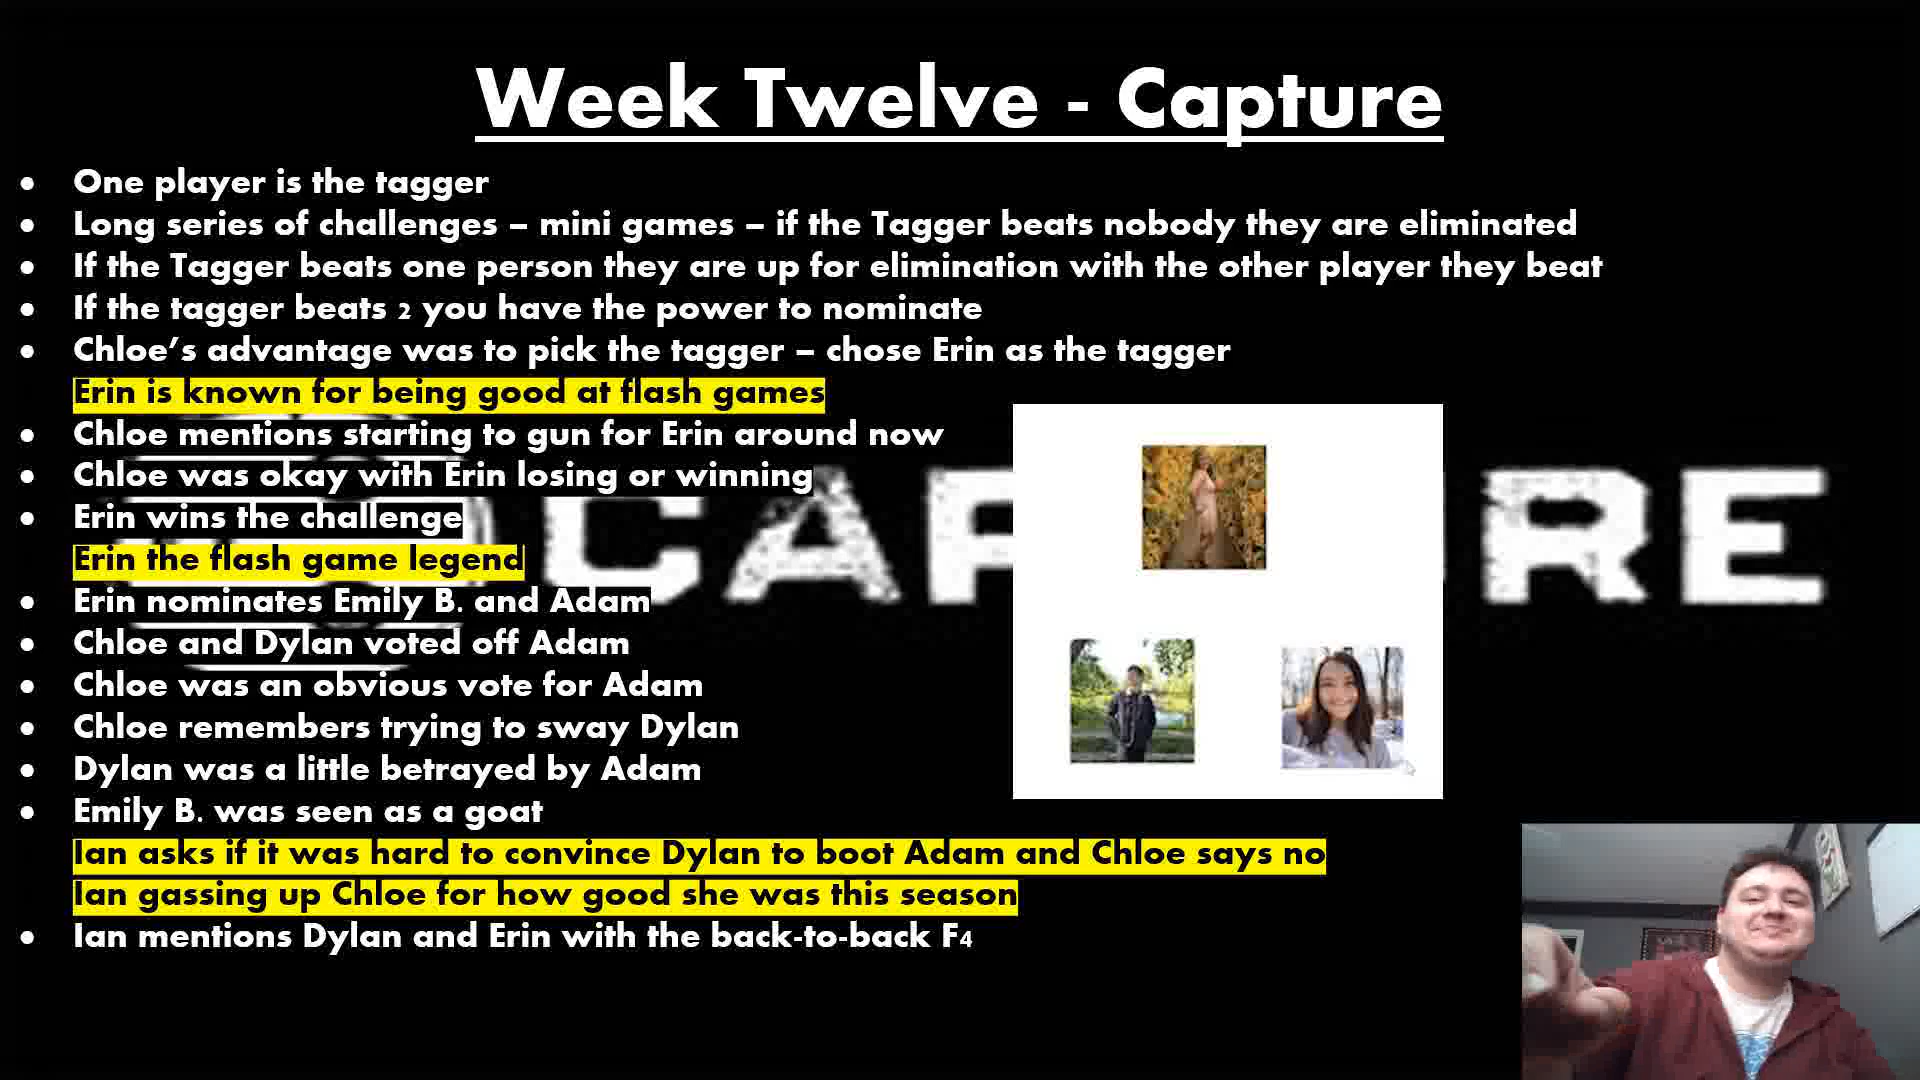 Week Twelve - Capture
• One player is the tagger
• Long series of challenges – mini games – if the Tagger beats nobody they are eliminated
• If the Tagger beats one person they are up for elimination with the other player they beat
• If the tagger beats 2 you have the power to nominate
• Chloe’s advantage was to pick the tagger – chose Erin as the tagger
Erin is known for being good at flash games
• Chloe mentions starting to gun for Erin around now
• Chloe was okay with Erin losing or winning
• Erin wins the challenge
Erin the flash game legend
• Erin nominates Emily B. and Adam
• Chloe and Dylan voted off Adam
• Chloe was an obvious vote for Adam
• Chloe remembers trying to sway Dylan
• Dylan was a little betrayed by Adam
• Emily B. was seen as a goat
Ian asks if it was hard to convince Dylan to boot Adam and Chloe says no
Ian gassing up Chloe for how good she was this season
• Ian mentions Dylan and Erin with the back-to-back F4
CAP RE